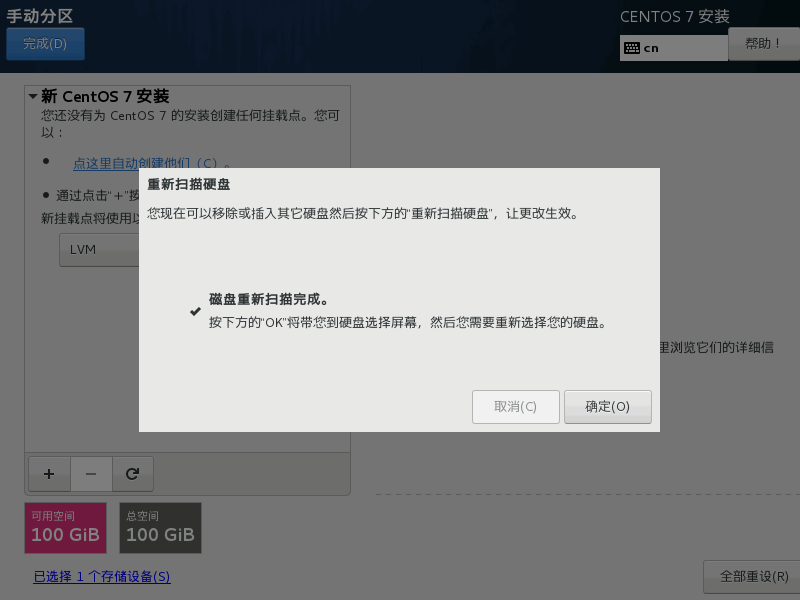 手动分区
完成(D)
CENTOS 7 安装
cn
帮助！
新 CentOS 7 安装
您还没有为 CentOS 7 的安装创建任何挂载点。您可
以：
• 点这里自动创建他们（C）。
• 通过点击“+”按
新挂载点将使用以
LVM
重新扫描硬盘
您现在可以移除或插入其它硬盘然后按下方的“重新扫描硬盘”，让更改生效。
磁盘重新扫描完成。
按下方的“OK”将带您到硬盘选择屏幕，然后您需要重新选择您的硬盘。
取消(C)
确定(O)
里浏览它们的详细信
可用空间
100 GiB
总空间
100 GiB
已选择 1 个存储设备(S)
全部重设(R)